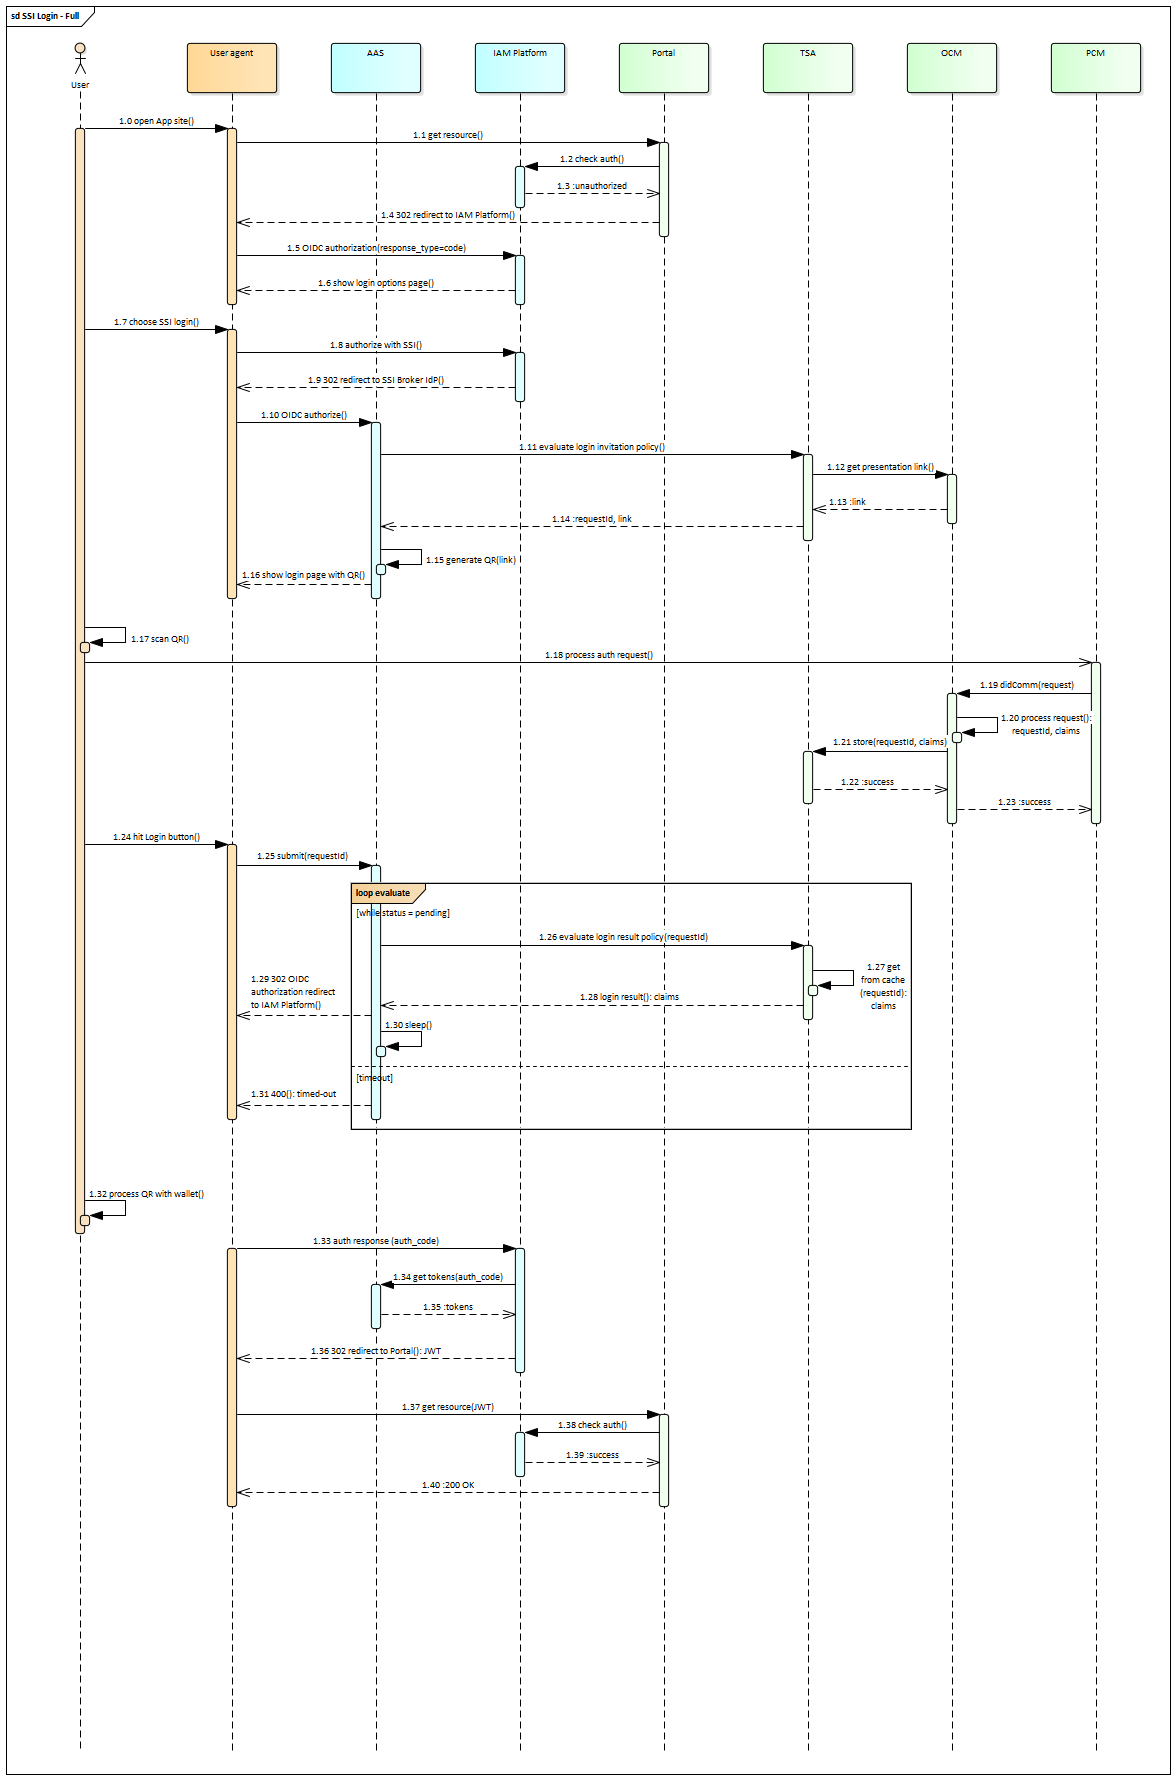 sd SSI Login - Full
User
User agent
AAS
IAM Platform
Portal
TSA
OCM
PCM
1.0 open App site()
1.1 get resource()
1.2 check auth()
1.3 :unauthorized
1.4 302 redirect to IAM Platform()
1.5 OIDC authorization(response_type=code)
1.6 show login options page()
1.7 choose SSI login()
1.8 authorize with SSI()
1.9 302 redirect to SSI Broker IdP()
1.10 OIDC authorize()
1.11 evaluate login invitation policy()
1.12 get presentation link()
1.13 :link
1.14 :requestId, link
1.15 generate QR(link)
1.16 show login page with QR()
1.17 scan QR()
1.18 process auth request()
1.19 didComm(request)
1.20 process request():
requestId, claims
1.21 store(requestId, claims)
1.22 :success
1.23 :success
1.24 hit Login button()
1.25 submit(requestId)
loop evaluate
[while status = pending]
1.26 evaluate login result policy(requestId)
1.27 get
from cache
(requestId):
claims
1.28 login result(): claims
1.29 302 OIDC
authorization redirect
to IAM Platform()
1.30 sleep()
[timeout]
1.31 400(): timed-out
1.32 process QR with wallet()
1.33 auth response (auth_code)
1.34 get tokens(auth_code)
1.35 :tokens
1.36 302 redirect to Portal(): JWT
1.37 get resource(JWT)
1.38 check auth()
1.39 :success
1.40 :200 OK